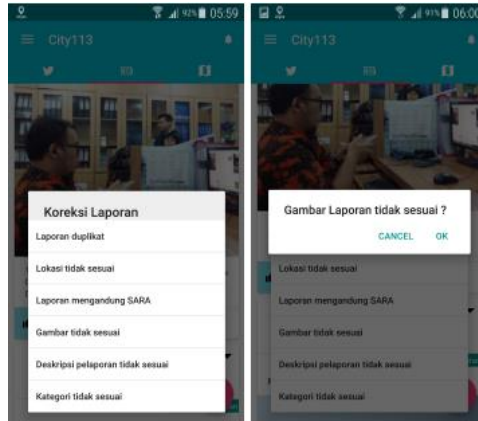 92% 05:59
City113
Koreksi Laporan
Laporan duplikat
Lokasi tidak sesuai
Laporan mengandung SARA
Gambar tidak sesuai
Deskripsi pelaporan tidak sesuai
Kategori tidak sesuai
91% 06:00
City113
Gambar Laporan tidak sesuai ?
CANCEL OK
Lokasi tidak sesuai
Laporan mengandung SARA
Gambar tidak sesuai
Deskripsi pelaporan tidak sesuai
Kategori tidak sesuai